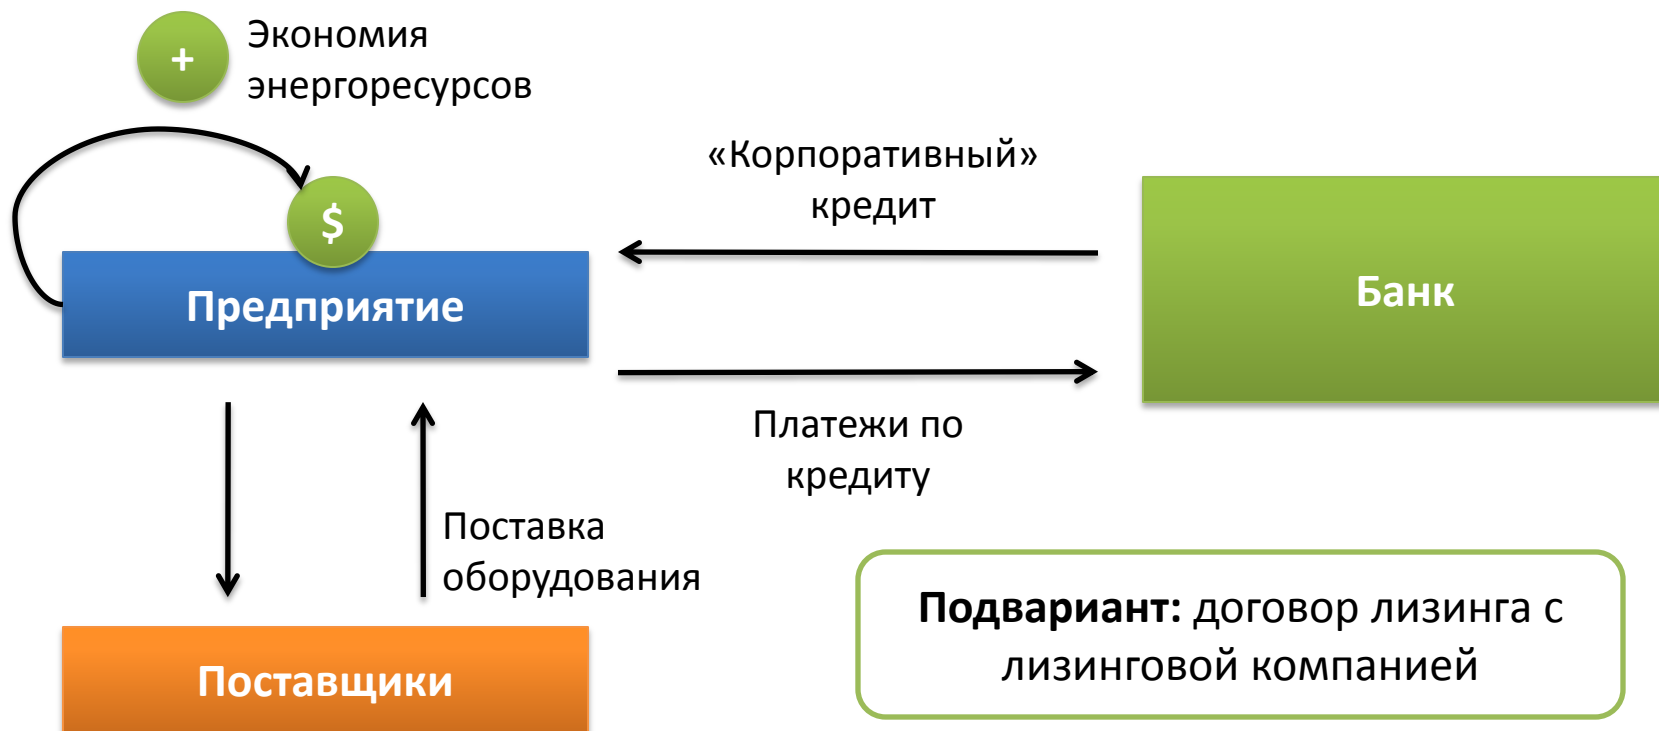 +
Экономия
энергоресурсов
«Корпоративный»
кредит
$
Предприятие
Банк
Платежи по
кредиту
Поставка
оборудования
Подвариант: договор лизинга с
лизинговой компанией
Поставщики